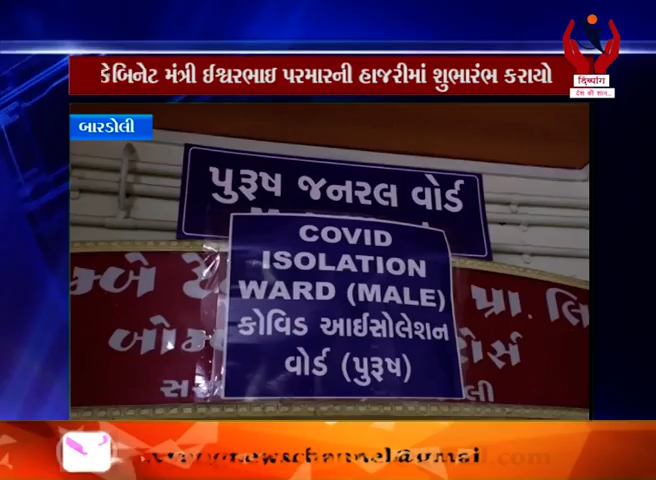 કેબિનેટ મંત્રી ઈશ્વરભાઇ પરમારની હાજરીમાં શુભારંભ કરાયો
दिव्यांग
देश की शान..
બારડોલી
પુરૂષ જનરલ વોર્ડ
COVID
ISOLATION
WARD (MALE)
કોવિડ આઈસોલેશન
વોર્ડ (પુરૂષ)
મ્બે
પ્રા. લિ